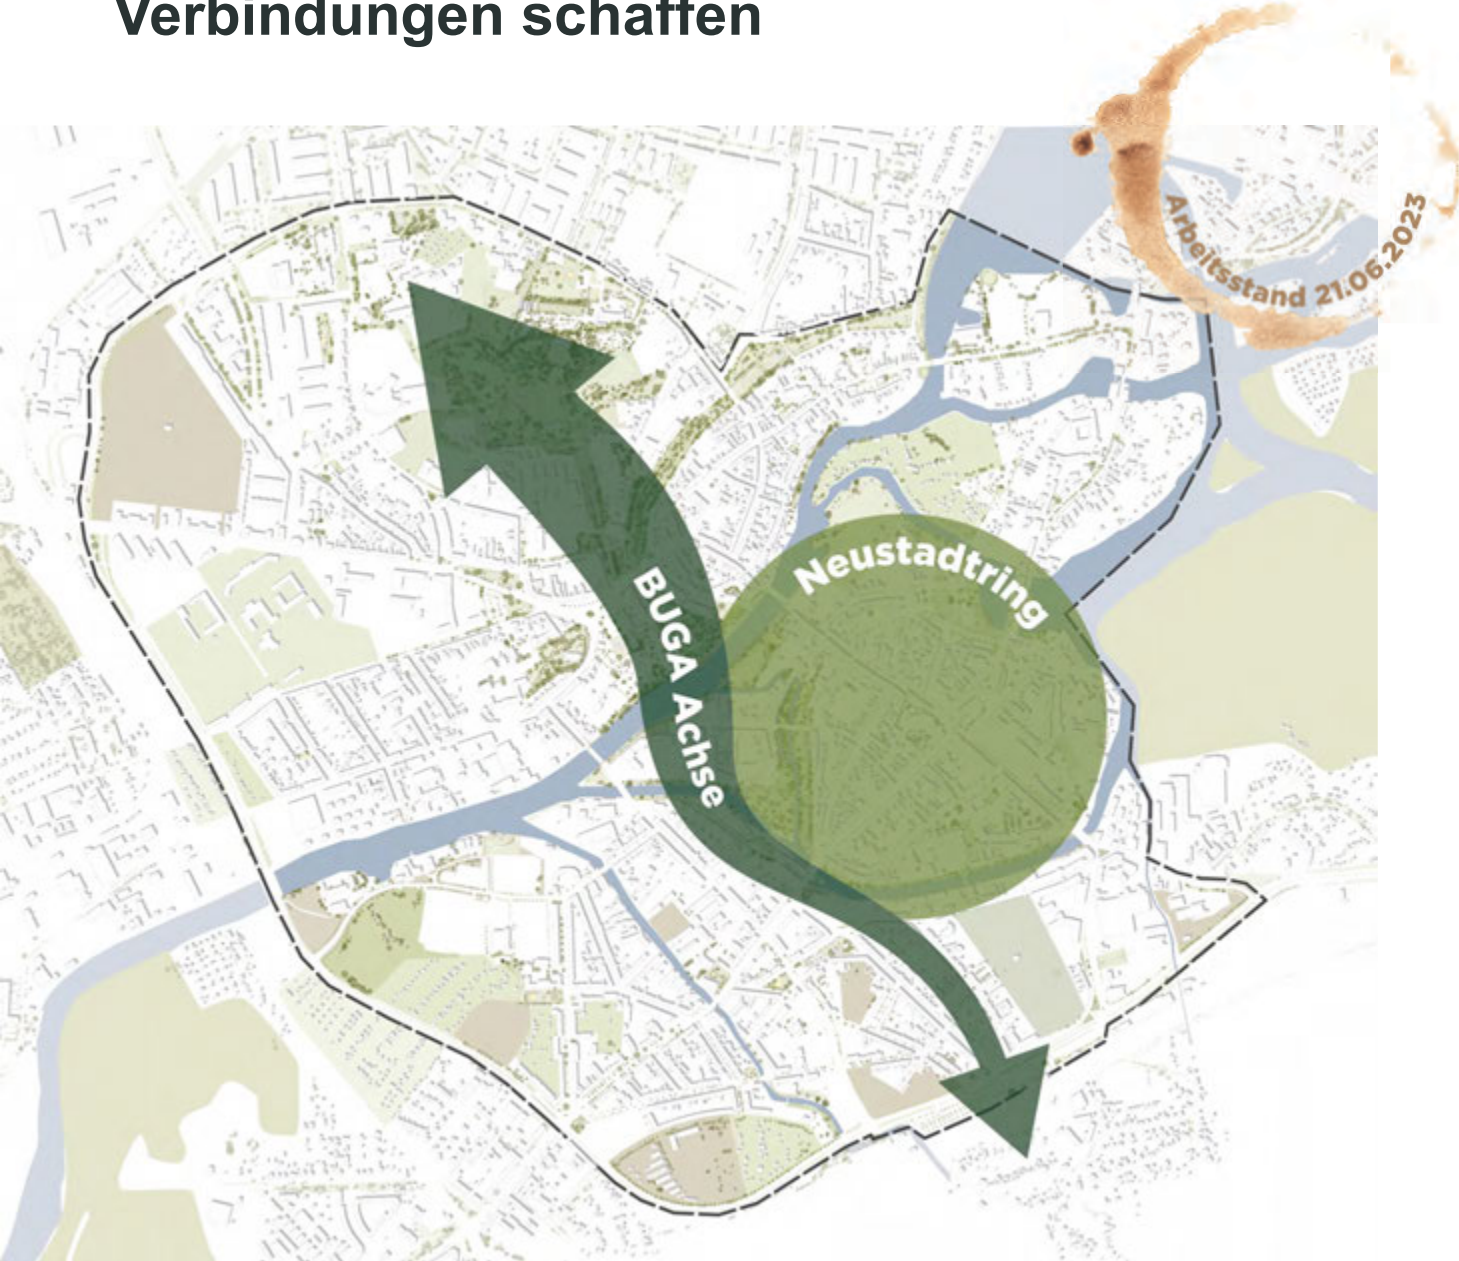 Verbindungen schaffen
Arbeitsstand 21.06.2023
Neustadtring
BUGA Achse